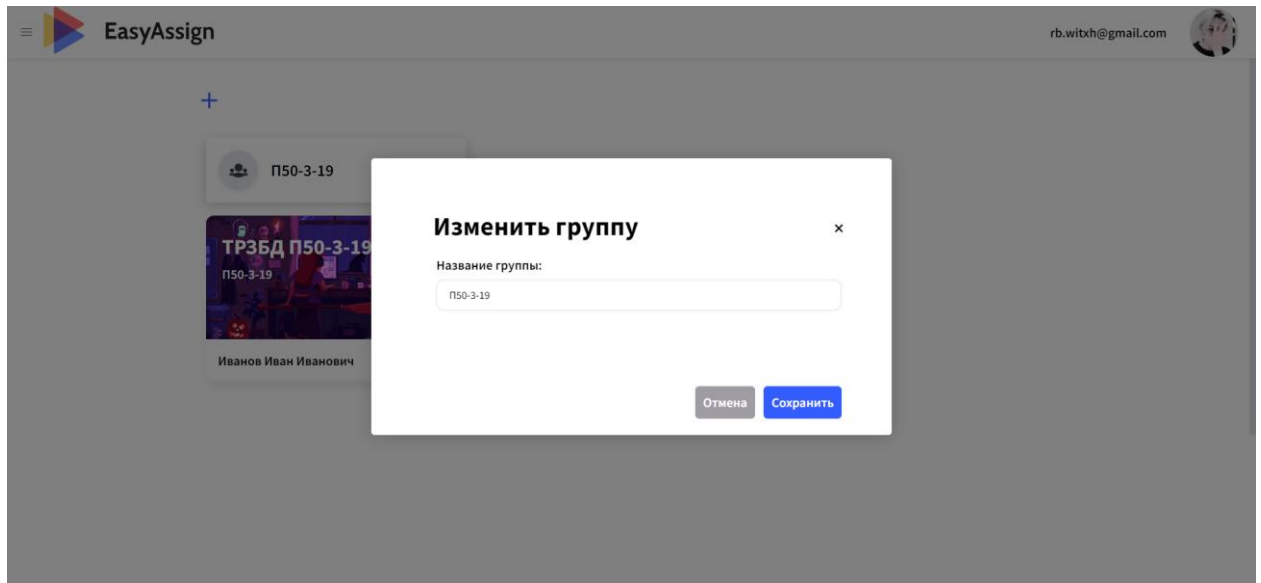 EasyAssign
rb.witxh@gmail.com
П50-3-19
ТРЗБД П50-3-19
П50-3-19
Иванов Иван Иванович
Изменить группу
×
Название группы:
П50-3-19
Отмена
Сохранить